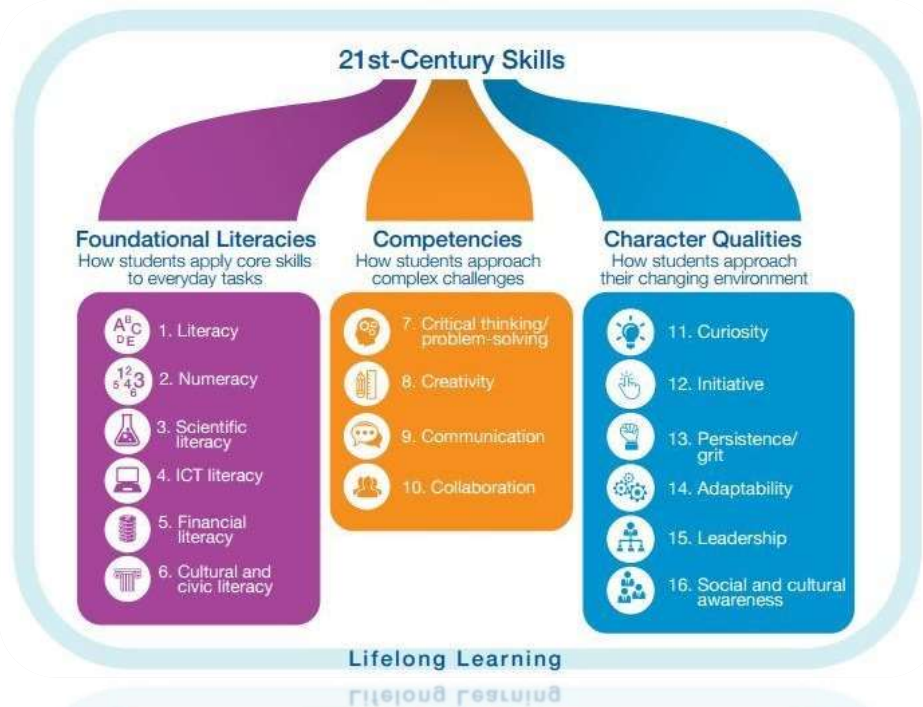 21st-Century Skills
Foundational Literacies
How students apply core skills
to everyday tasks
1. Literacy
2. Numeracy
3. Scientific
literacy
4. ICT literacy
5. Financial
literacy
6. Cultural and
civic literacy
Competencies
How students approach
complex challenges
7. Critical thinking/
problem-solving
8. Creativity
9. Communication
10. Collaboration
Character Qualities
How students approach
their changing environment
11. Curiosity
12. Initiative
13. Persistence/
grit
14. Adaptability
15. Leadership
16. Social and cultural
awareness
Lifelong Learning